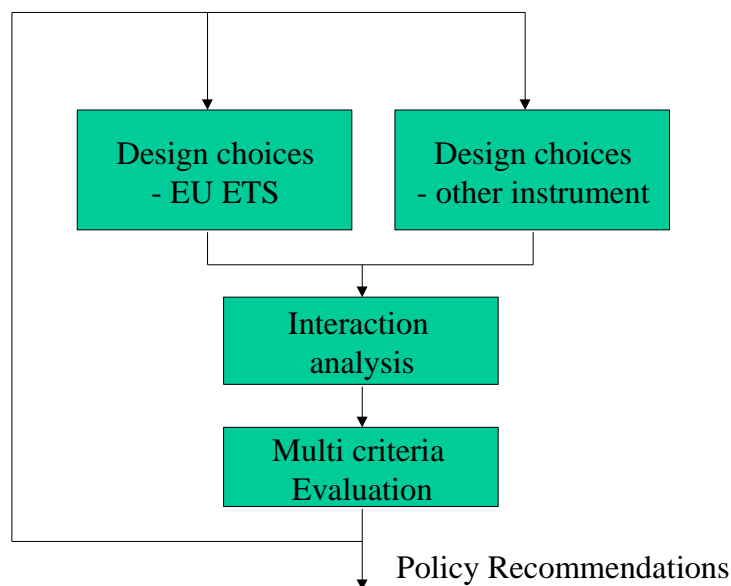 Design choices
- EU ETS
Design choices
- other instrument
Interaction
analysis
Multi criteria
Evaluation
Policy Recommendations